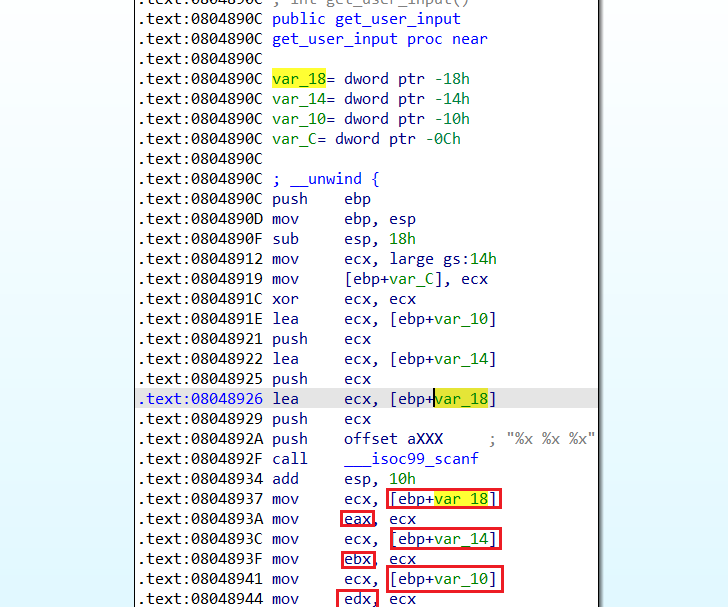 .text:0804890C ; int get_user_input()
.text:0804890C public get_user_input
.text:0804890C get_user_input proc near
.text:0804890C
.text:0804890C var_18= dword ptr -18h
.text:0804890C var_14= dword ptr -14h
.text:0804890C var_10= dword ptr -10h
.text:0804890C var_C= dword ptr -0Ch
.text:0804890C
.text:0804890C ; __unwind {
.text:0804890C push    ebp
.text:0804890D mov     ebp, esp
.text:0804890F sub     esp, 18h
.text:08048912 mov     ecx, large gs:14h
.text:08048919 mov     [ebp+var_C], ecx
.text:0804891C xor     ecx, ecx
.text:0804891E lea     ecx, [ebp+var_10]
.text:08048921 push    ecx
.text:08048922 lea     ecx, [ebp+var_14]
.text:08048925 push    ecx
.text:08048926 lea     ecx, [ebp+var_18]
.text:08048929 push    ecx
.text:0804892A push    offset aXXX     ; "%x %x %x"
.text:0804892F call    ___isoc99_scanf
.text:08048934 add     esp, 10h
.text:08048937 mov     ecx, [ebp+var_18]
.text:0804893A mov     eax, ecx
.text:0804893C mov     ecx, [ebp+var_14]
.text:0804893F mov     ebx, ecx
.text:08048941 mov     ecx, [ebp+var_10]
.text:08048944 mov     edx, ecx